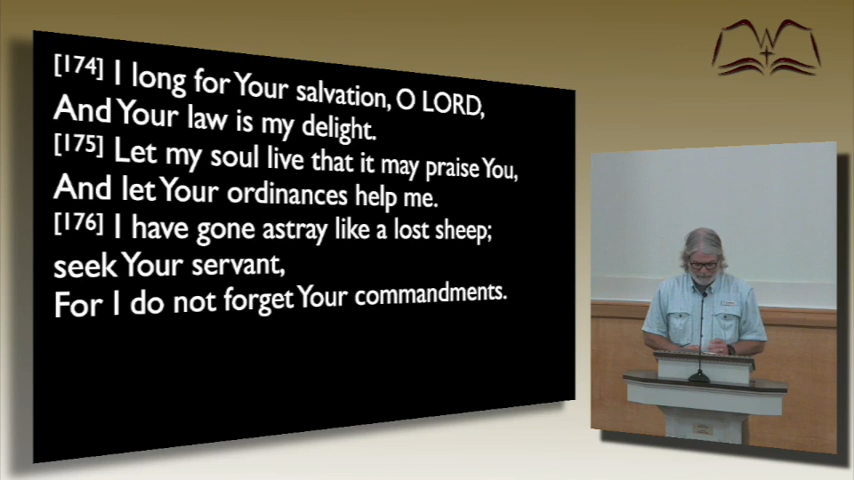 [174] I long for Your salvation, O LORD,
And Your law is my delight.
[175] Let my soul live that it may praise You,
And let Your ordinances help me.
[176] I have gone astray like a lost sheep;
seek Your servant,
For I do not forget Your commandments.